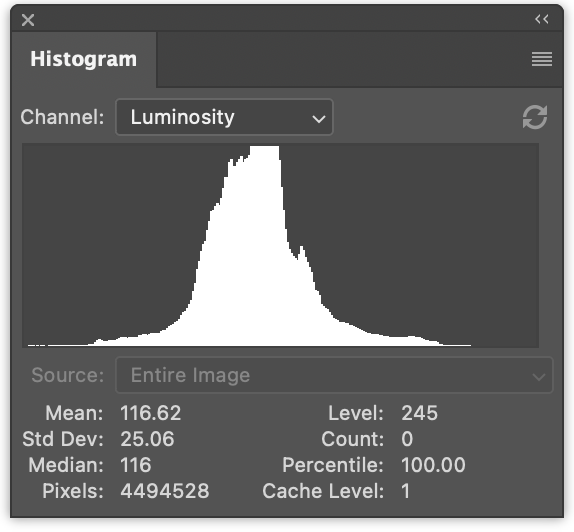 Histogram
Channel: Luminosity
Source: Entire Image
Mean: 116.62 Level: 245
Std Dev: 25.06 Count: 0
Median: 116 Percentile: 100.00
Pixels: 4494528 Cache Level: 1